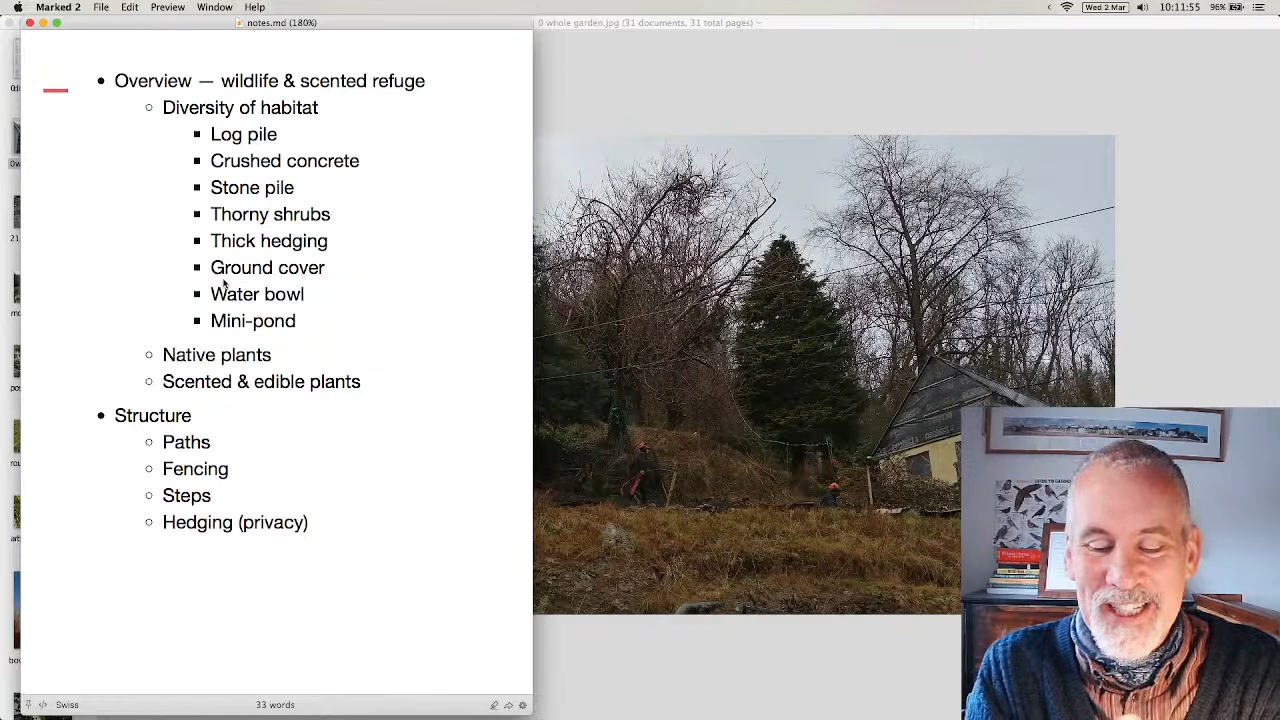 Marked 2 File Edit Preview Window Help
Wed 2 Mar 10:11:55 96%
notes.md (180%)
0 whole garden.jpg (31 documents, 31 total pages)
Overview — wildlife & scented refuge
Diversity of habitat
Log pile
Crushed concrete
Stone pile
Thorny shrubs
Thick hedging
Ground cover
Water bowl
Mini-pond
Native plants
Scented & edible plants
Structure
Paths
Fencing
Steps
Hedging (privacy)
Swiss
33 words